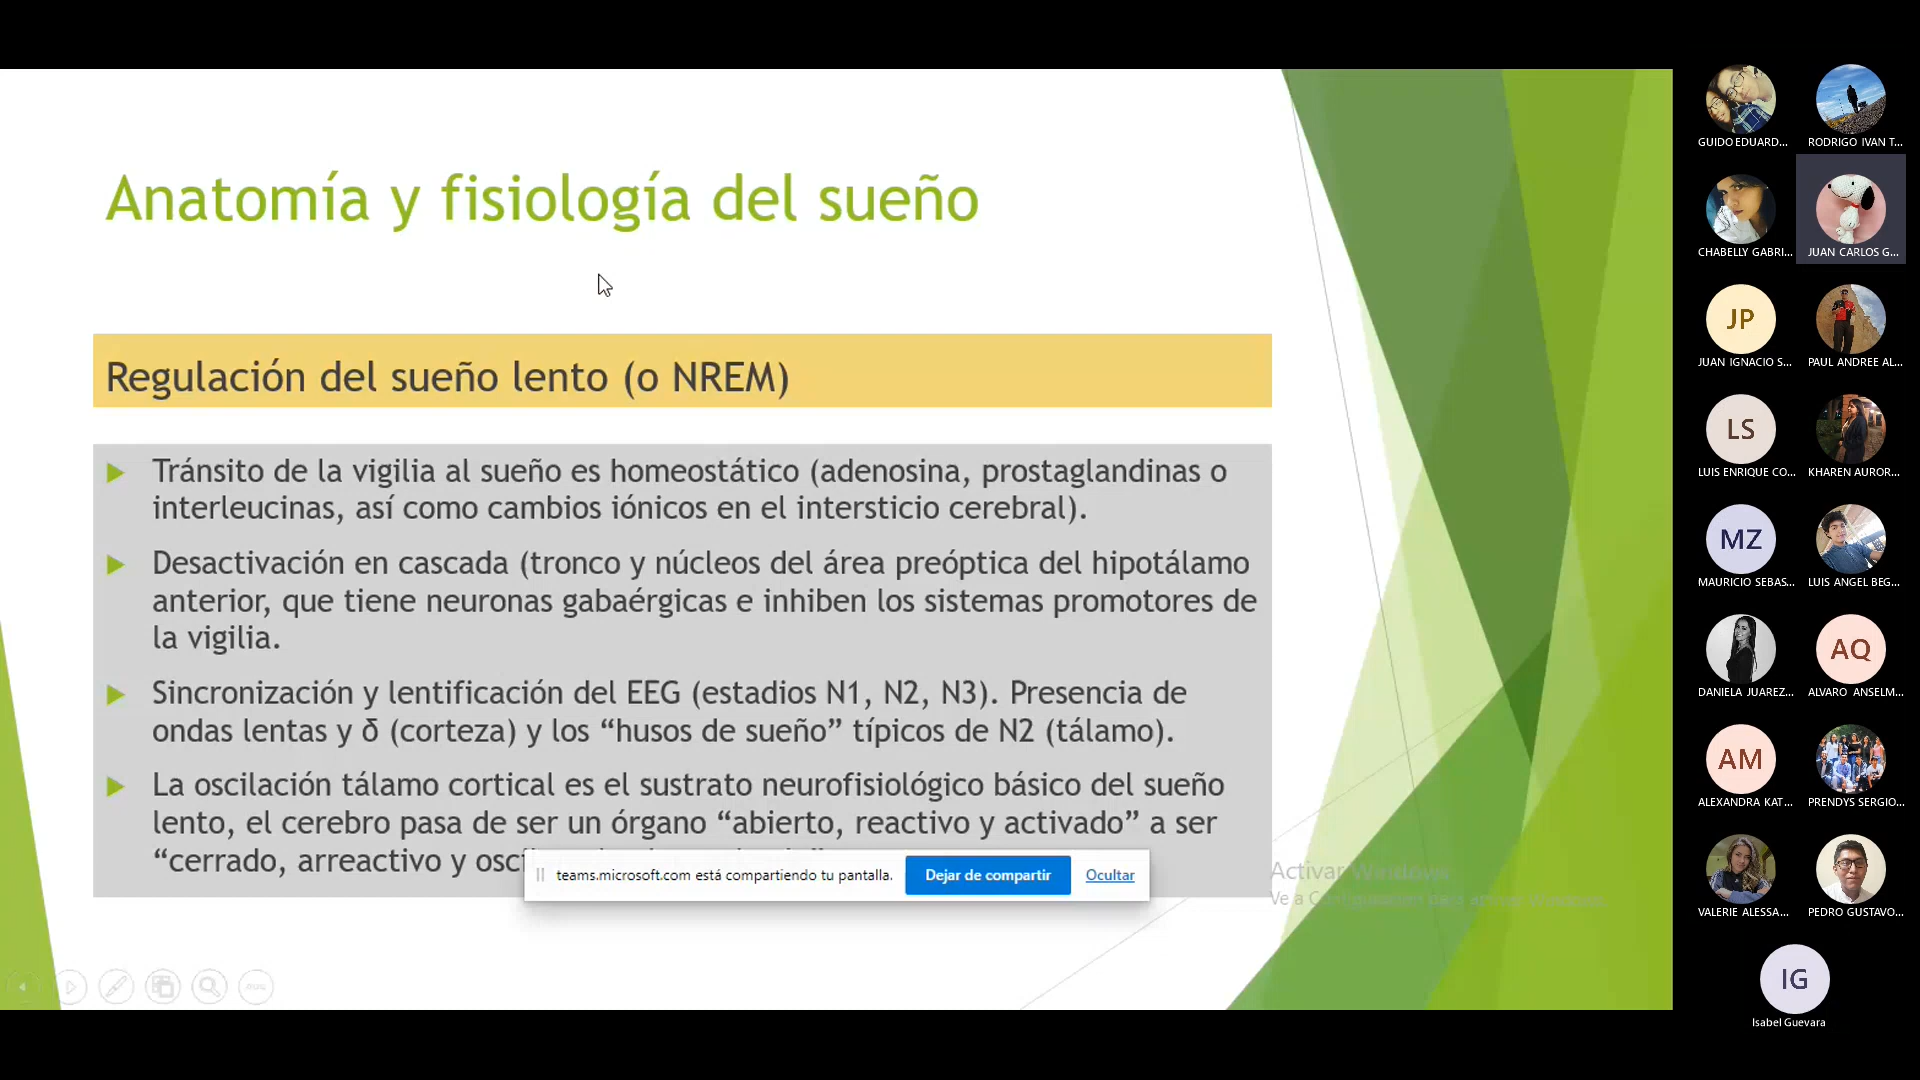 Anatomía y fisiología del sueño
Regulación del sueño lento (o NREM)
Tránsito de la vigilia al sueño es homeostático (adenosina, prostaglandinas o
interleucinas, así como cambios iónicos en el intersticio cerebral).
Desactivación en cascada (tronco y núcleos del área preóptica del hipotálamo
anterior, que tiene neuronas gabaérgicas e inhiben los sistemas promotores de
la vigilia.
Sincronización y lentificación del EEG (estadios N1, N2, N3). Presencia de
ondas lentas y δ (corteza) y los “husos de sueño” típicos de N2 (tálamo).
La oscilación tálamo cortical es el sustrato neurofisiológico básico del sueño
lento, el cerebro pasa de ser un órgano “abierto, reactivo y activado” a ser
“cerrado, arreactivo y
teams.microsoft.com está compartiendo tu pantalla.
Dejar de compartir
Ocultar
Activar Windows
Ve a Configuración para activar Windows.
GUIDO EDUARD...
RODRIGO IVAN T...
CHABELLY GABRI...
JUAN CARLOS G...
JP
JUAN IGNACIO S...
PAUL ANDREE AL...
LS
LUIS ENRIQUE CO...
KHAREN AUROR...
MZ
MAURICIO SEBAS...
LUIS ANGEL BEG...
DANIELA JUAREZ...
AQ
ALVARO ANSELM...
AM
ALEXANDRA KAT...
PRENDYS SERGIO...
VALERIE ALESSA...
PEDRO GUSTAVO...
IG
Isabel Guevara